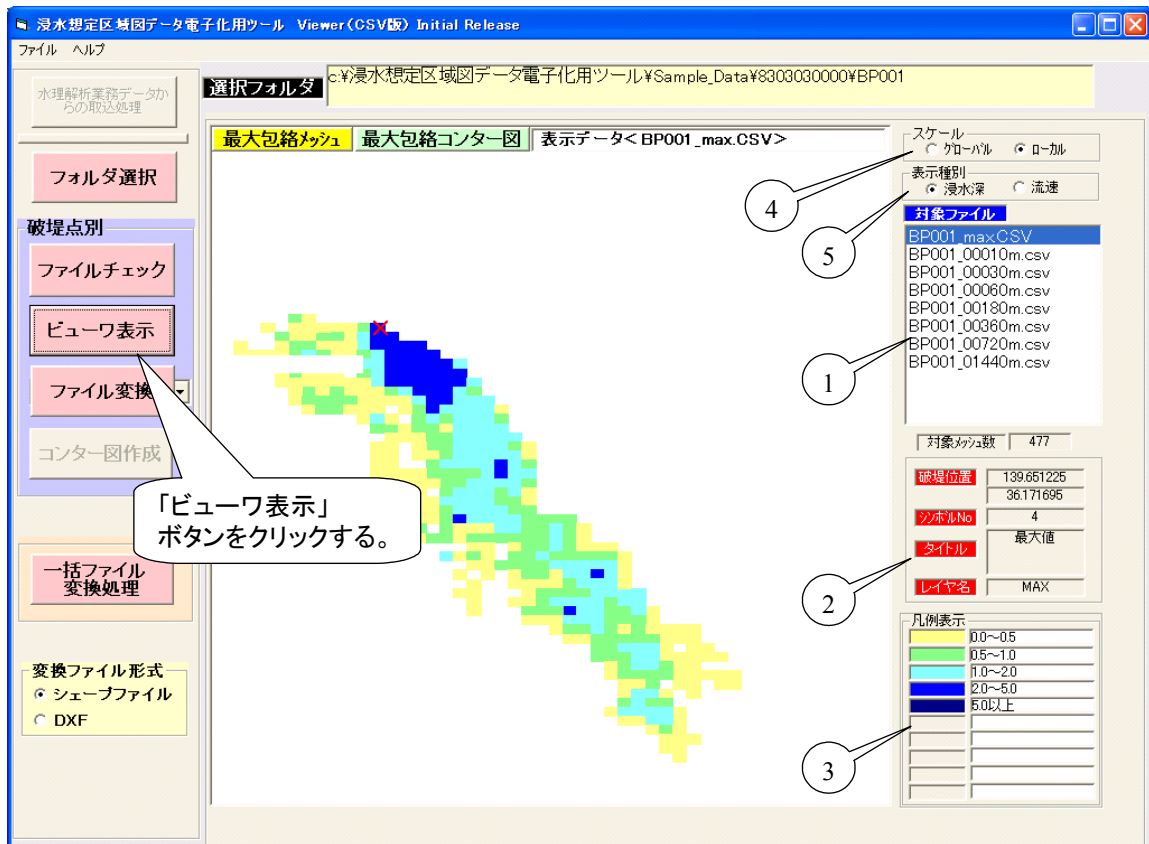 浸水想定区域図データ電子化用ツール Viewer(CSV版) Initial Release
ファイル ヘルプ
水理解析業務データか
らの取込処理
選択フォルダ
c:¥浸水想定区域図データ電子化用ツール¥Sample_Data¥8303030000¥BP001
フォルダ選択
破堤点別
ファイルチェック
ビューワ表示
ファイル変換
コンター図作成
「ビューワ表示」
ボタンをクリックする。
一括ファイル
変換処理
変換ファイル形式
シェープファイル
DXF
最大包絡メッシュ
最大包絡コンター図
表示データ< BP001_max.CSV>
スケール
グローバル ローカル
4
表示種別
浸水深 流速
5
対象ファイル
BP001_max.CSV
BP001_00010m.csv
BP001_00030m.csv
BP001_00060m.csv
BP001_00180m.csv
BP001_00360m.csv
BP001_00720m.csv
BP001_01440m.csv
1
対象メッシュ数 477
破堤位置 139.651225
36.171695
シンボルNo 4
タイトル 最大値
レイヤ名 MAX
2
凡例表示
0.0～0.5
0.5～1.0
1.0～2.0
2.0～5.0
5.0以上
3